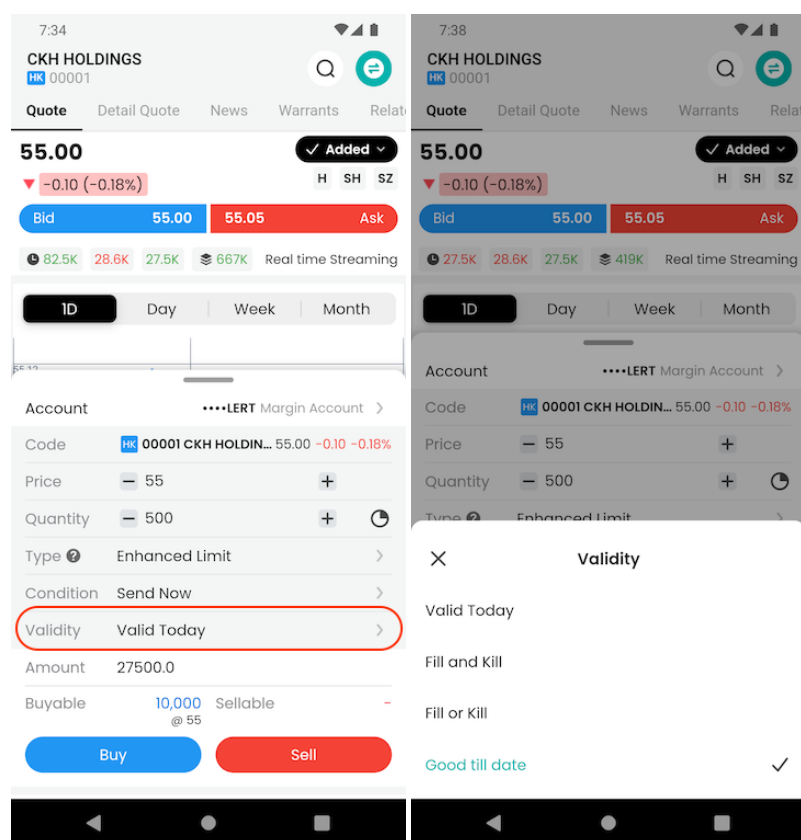 7:34
CKH HOLDINGS
HK 00001
Quote Detail Quote News Warrants Relat
55.00
Added
-0.10 (-0.18%)
H SH SZ
Bid 55.00 55.05 Ask
82.5K 28.6K 27.5K 667K Real time Streaming
1D Day Week Month
55.12
Account ••••LERT Margin Account
Code HK 00001 CKH HOLDIN... 55.00 -0.10 -0.18%
Price 55
Quantity 500
Type Enhanced Limit
Condition Send Now
Validity Valid Today
Amount 27500.0
Buyable 10,000 Sellable -
@ 55
Buy Sell
7:38
CKH HOLDINGS
HK 00001
Quote Detail Quote News Warrants Relat
55.00
Added
-0.10 (-0.18%)
H SH SZ
Bid 55.00 55.05 Ask
27.5K 28.6K 27.5K 419K Real time Streaming
1D Day Week Month
Account ••••LERT Margin Account
Code HK 00001 CKH HOLDIN... 55.00 -0.10 -0.18%
Price 55
Quantity 500
Type Enhanced Limit
Validity
Valid Today
Fill and Kill
Fill or Kill
Good till date